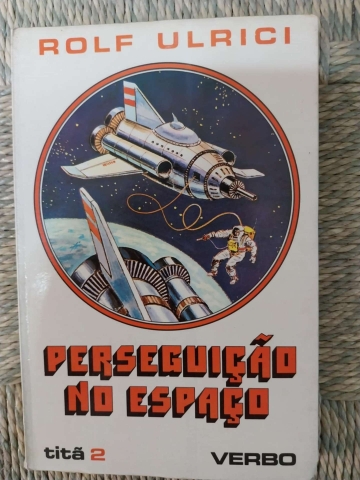 ROLF ULRICI
PERSEGUIÇÃO
NO ESPAÇO
titã 2 VERBO